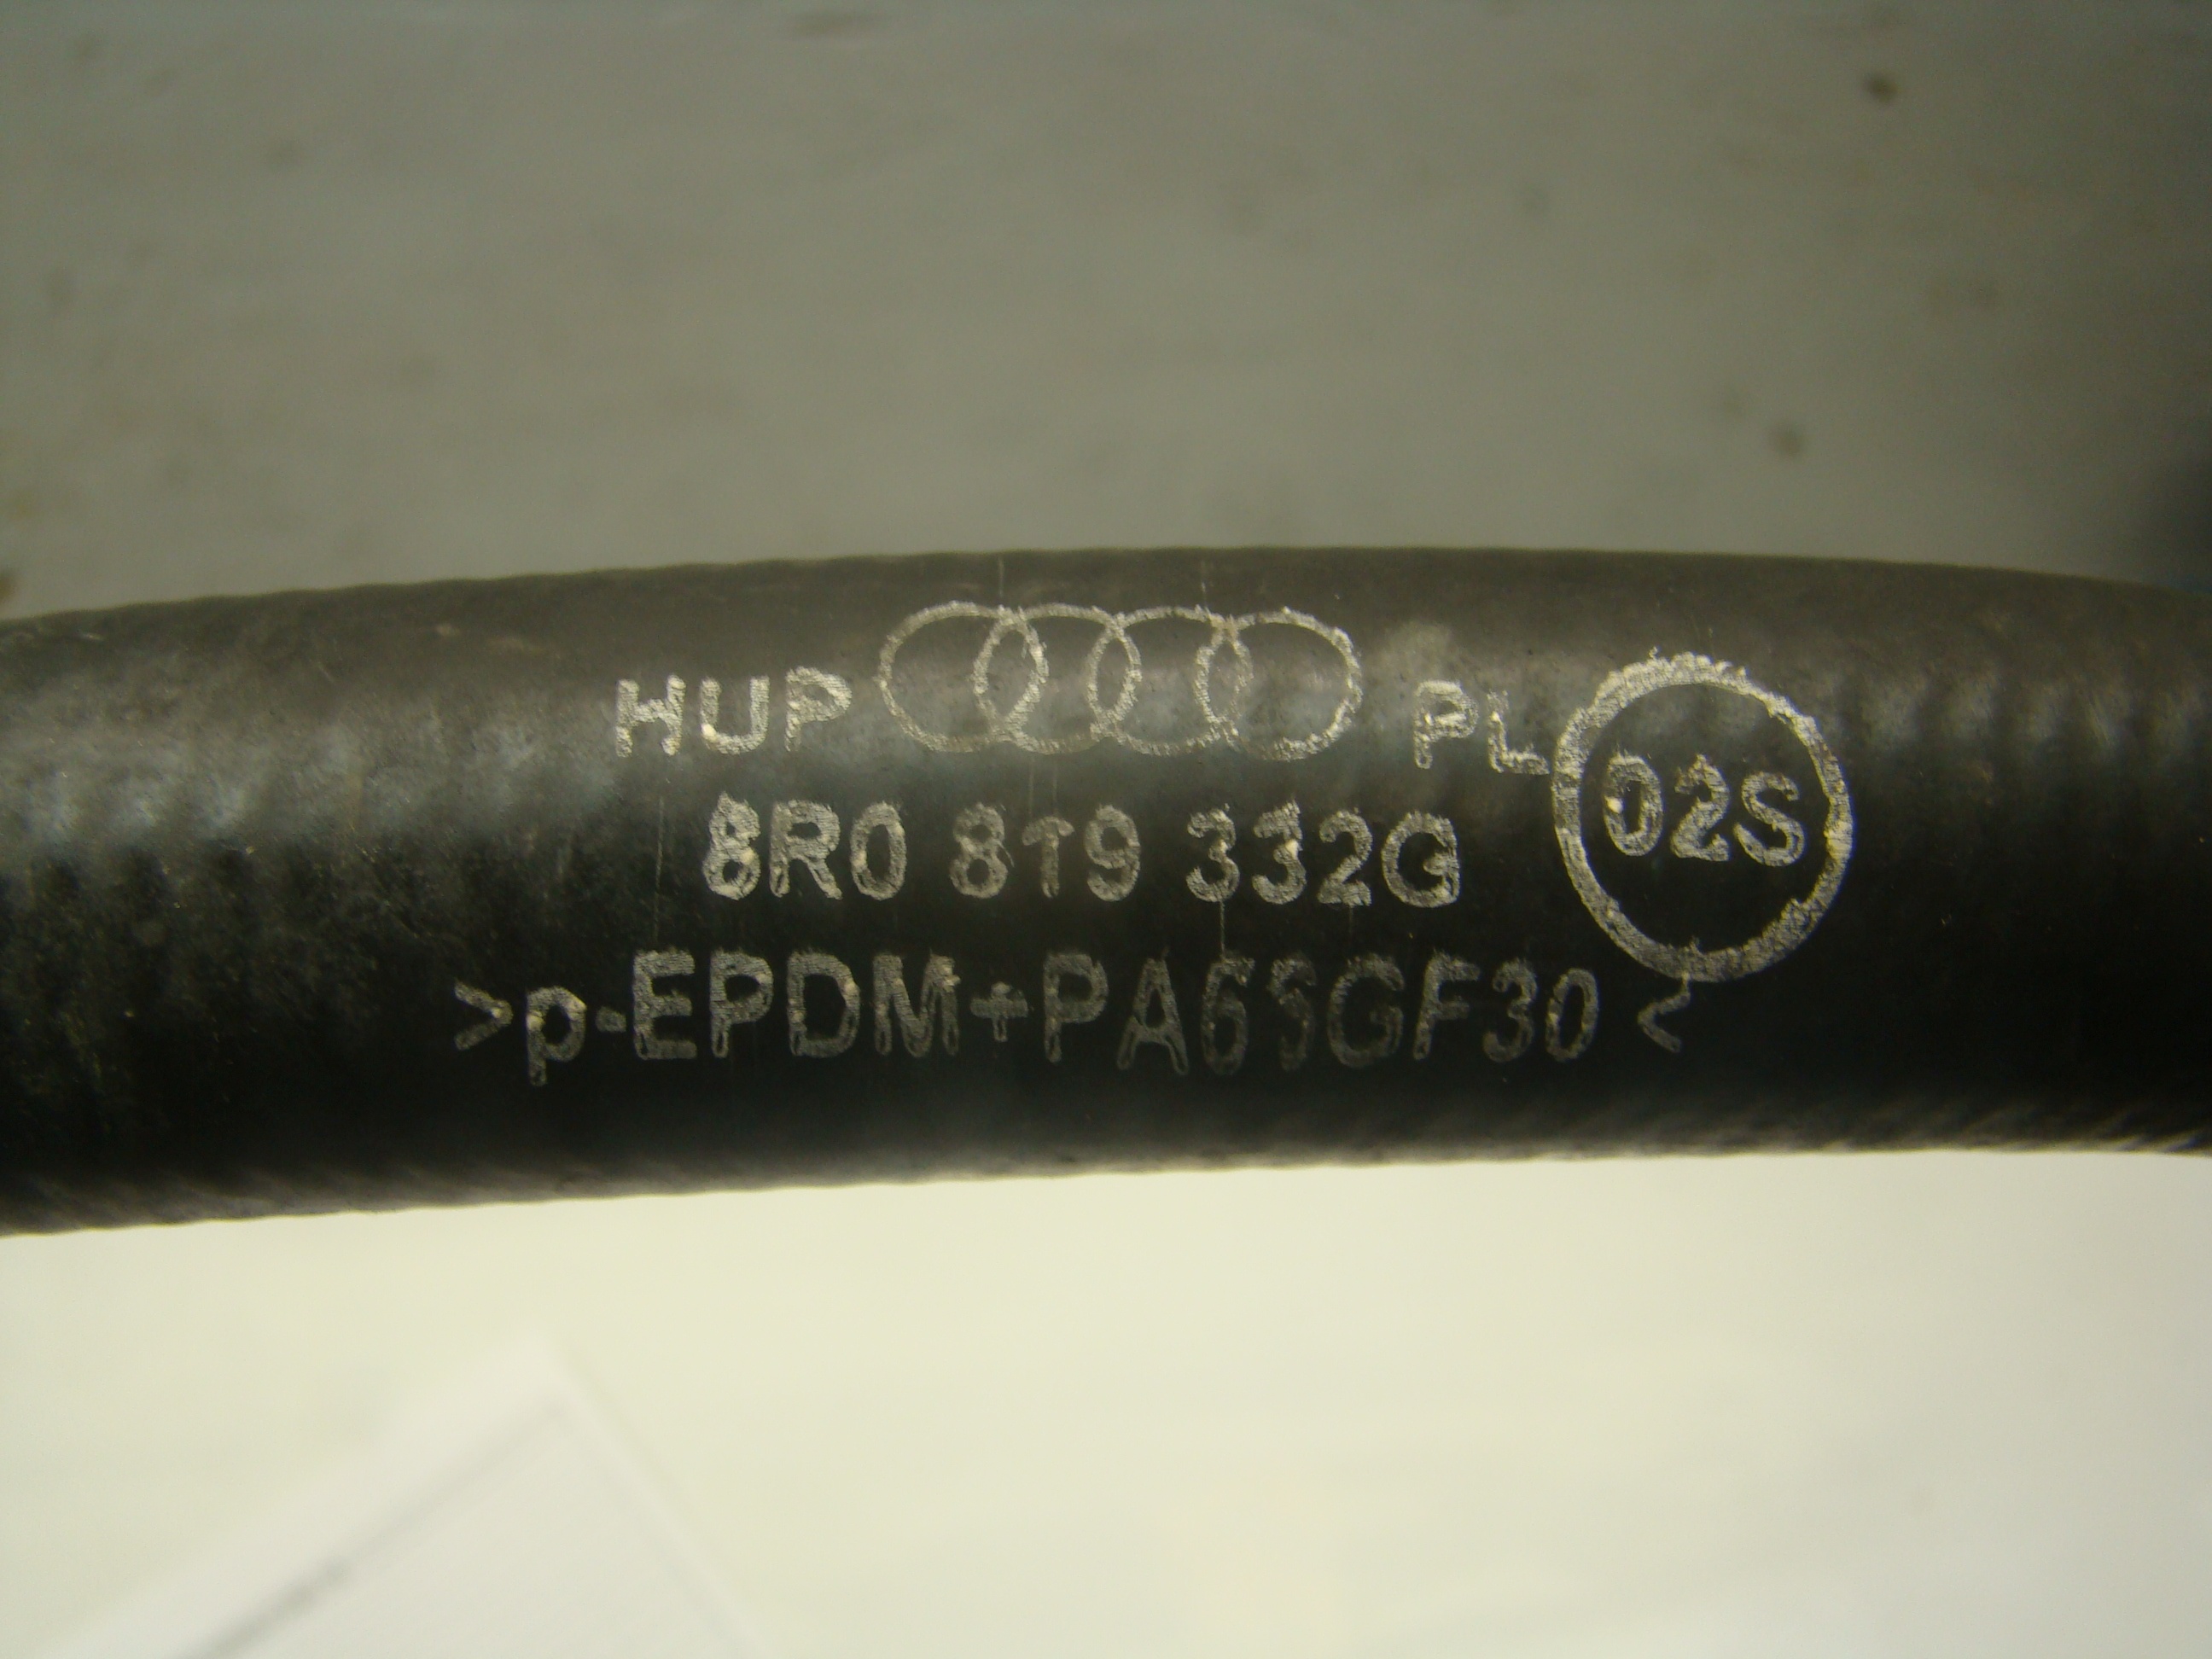 HUP PL
02S
8R0 819 332G
>p-EPDM+PA66GF30<